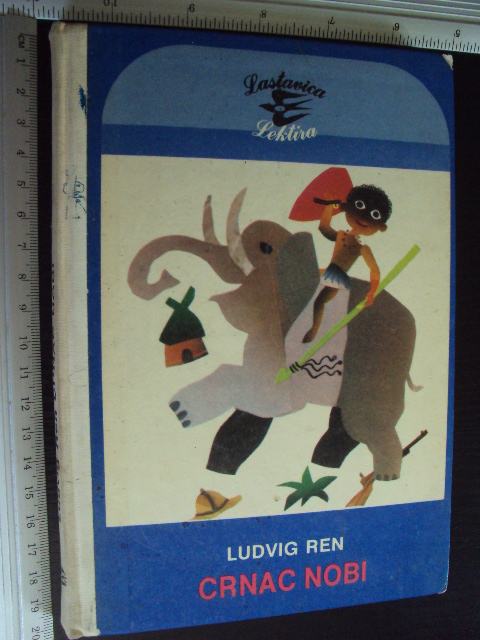 Lastavica
Lektira
LUDVIG REN
CRNAC NOBI